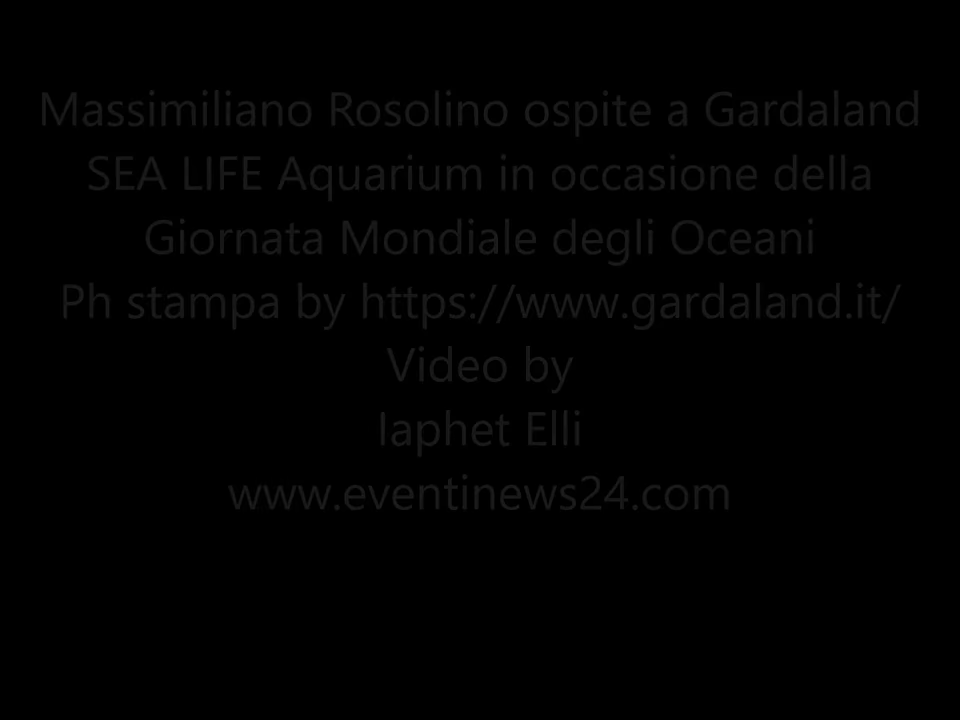 Massimiliano Rosolino ospite a Gardaland
SEA LIFE Aquarium in occasione della
Giornata Mondiale degli Oceani
Ph stampa by https://www.gardaland.it/
Video by
Iaphet Elli
www.eventinews24.com